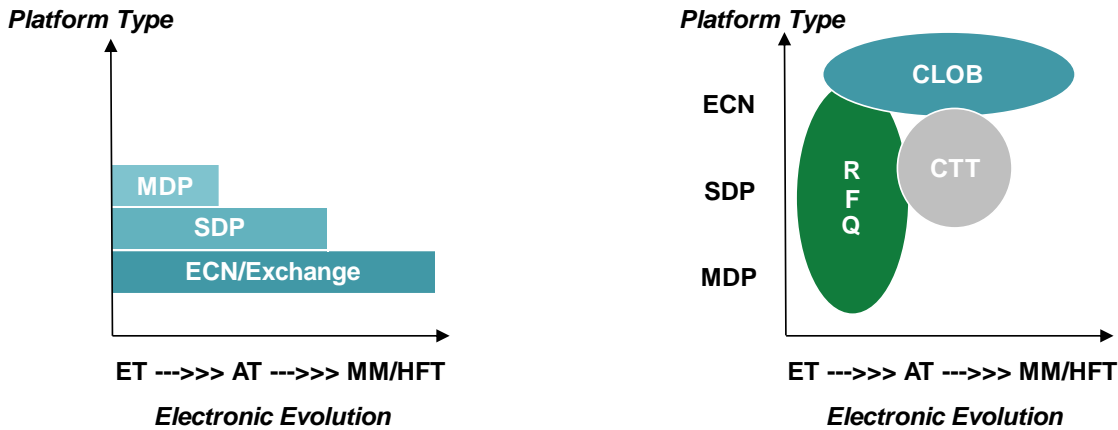 Platform Type
MDP
SDP
ECN/Exchange
ET --->>> AT --->>> MM/HFT
Electronic Evolution
Platform Type
ECN
SDP
MDP
CLOB
R
F
Q
CTT
ET --->>> AT --->>> MM/HFT
Electronic Evolution